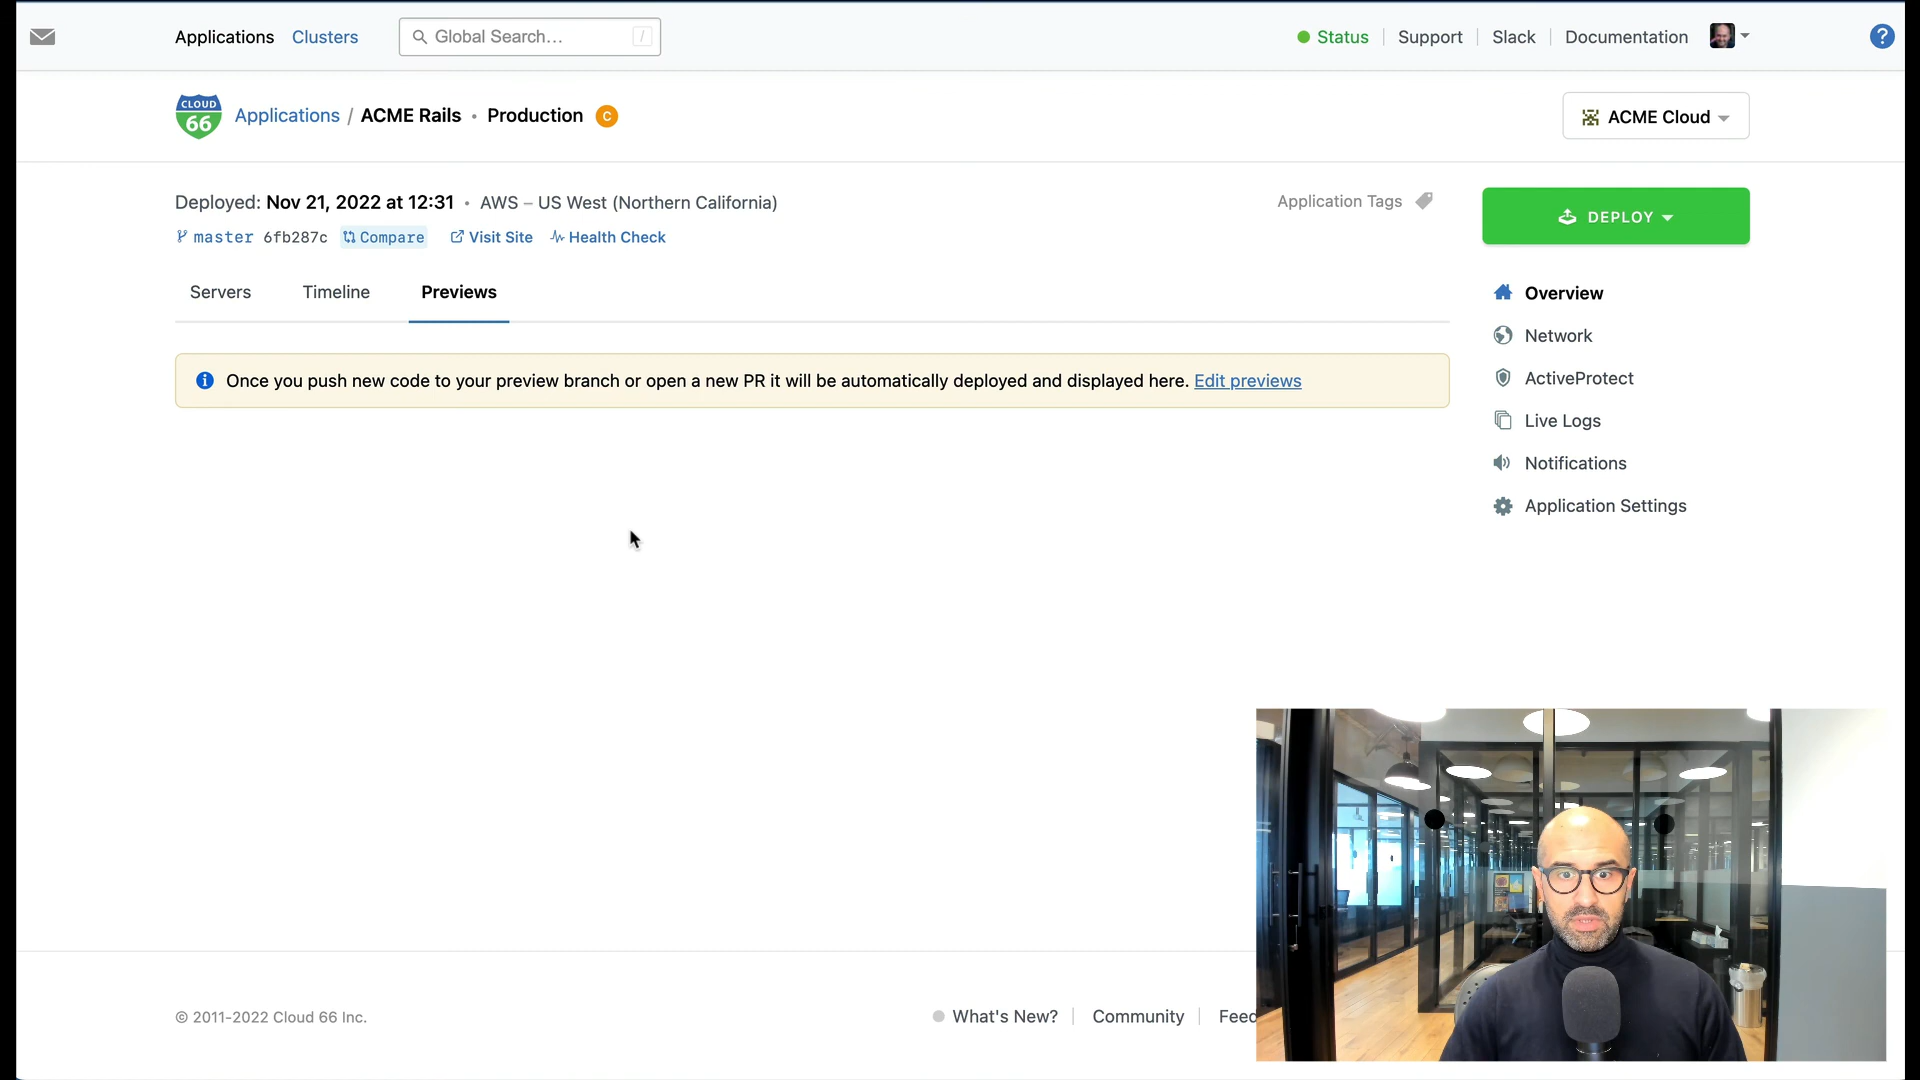 Applications Clusters Global Search... / Status Support Slack Documentation ?
CLOUD 66 Applications / ACME Rails • Production C ACME Cloud
Deployed: Nov 21, 2022 at 12:31 • AWS – US West (Northern California) Application Tags DEPLOY
master 6fb287c Compare Visit Site Health Check
Servers Timeline Previews
Once you push new code to your preview branch or open a new PR it will be automatically deployed and displayed here. Edit previews
Overview
Network
ActiveProtect
Live Logs
Notifications
Application Settings
© 2011-2022 Cloud 66 Inc. What's New? Community Feed